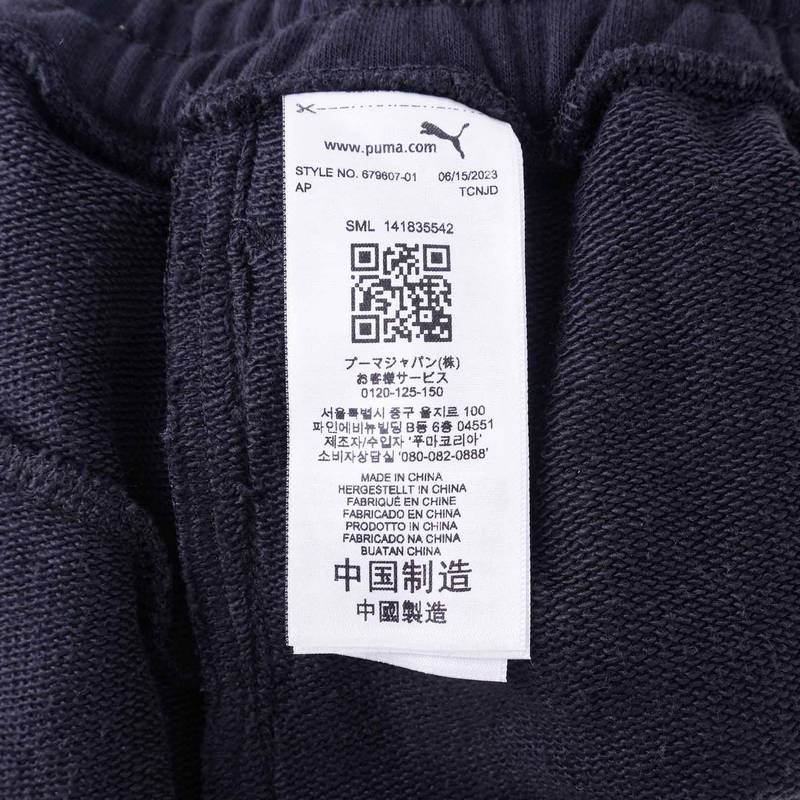 www.puma.com
STYLE NO. 679607-01 06/15/2023
AP TCNJD
SML 141835542
プーマジャパン(株)
お客様サービス
0120-125-150
서울특별시 중구 을지르 100
파인에비뉴빌딩 B동 6층 04551
제조자/수입자 '푸마코리아'
소비자상담실 '080-082-0888'
MADE IN CHINA
HERGESTELLT IN CHINA
FABRIQUÉ EN CHINE
FABRICADO EN CHINA
PRODOTTO IN CHINA
FABRICADO NA CHINA
BUATAN CHINA
中国制造
中國製造